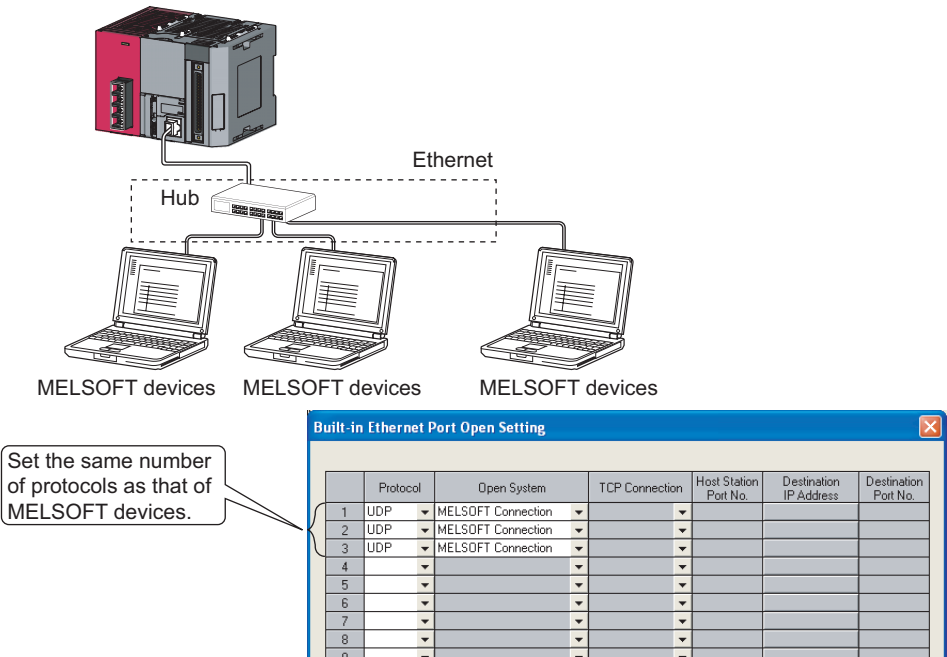 Ethernet
Hub
MELSOFT devices MELSOFT devices MELSOFT devices
Set the same number
of protocols as that of
MELSOFT devices.
Built-in Ethernet Port Open Setting
Protocol Open System TCP Connection Host Station Port No. Destination IP Address Destination Port No.
1 UDP MELSOFT Connection
2 UDP MELSOFT Connection
3 UDP MELSOFT Connection
4
5
6
7
8